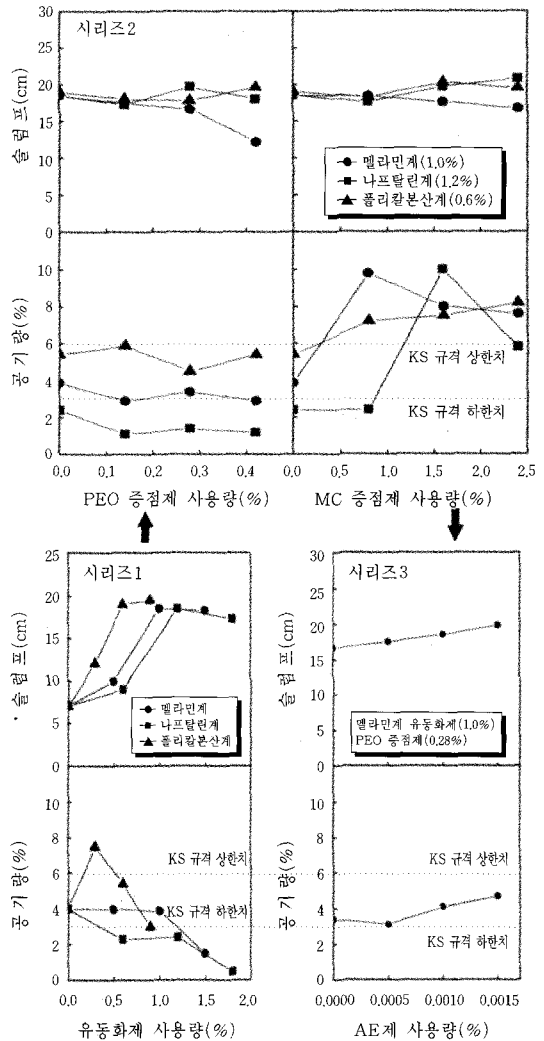 시리즈2
슬럼프(cm)
30
25
20
15
10
5
0
멜라민계(1.0%)
나프탈린계(1.2%)
폴리칼본산계(0.6%)
공기량(%)
10
8
6
4
2
0
KS 규격 상한치
KS 규격 하한치
0.0 0.1 0.2 0.3 0.4
0.0 0.5 1.0 1.5 2.0 2.5
PEO 증점제 사용량(%)
MC 증점제 사용량(%)
시리즈1
슬럼프(cm)
25
20
15
10
5
0
멜라민계
나프탈린계
폴리칼본산계
공기량(%)
8
6
4
2
0
KS 규격 상한치
KS 규격 하한치
0.0 0.5 1.0 1.5 2.0
유동화제 사용량(%)
시리즈3
슬럼프(cm)
30
25
20
15
10
5
0
멜라민계 유동화제(1.0%)
PEO 증점제(0.28%)
공기량(%)
8
6
4
2
0
KS 규격 상한치
KS 규격 하한치
0.0000 0.0005 0.0010 0.0015
AE제 사용량(%)